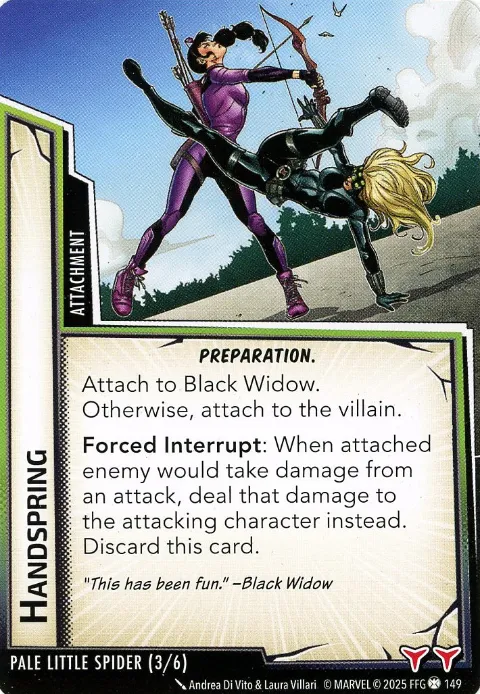 ATTACHMENT
HANDSPRING
PREPARATION.
Attach to Black Widow.
Otherwise, attach to the villain.
Forced Interrupt: When attached
enemy would take damage from
an attack, deal that damage to
the attacking character instead.
Discard this card.
"This has been fun." –Black Widow
PALE LITTLE SPIDER (3/6)
Andrea Di Vito & Laura Villari © MARVEL © 2025 FFG 149